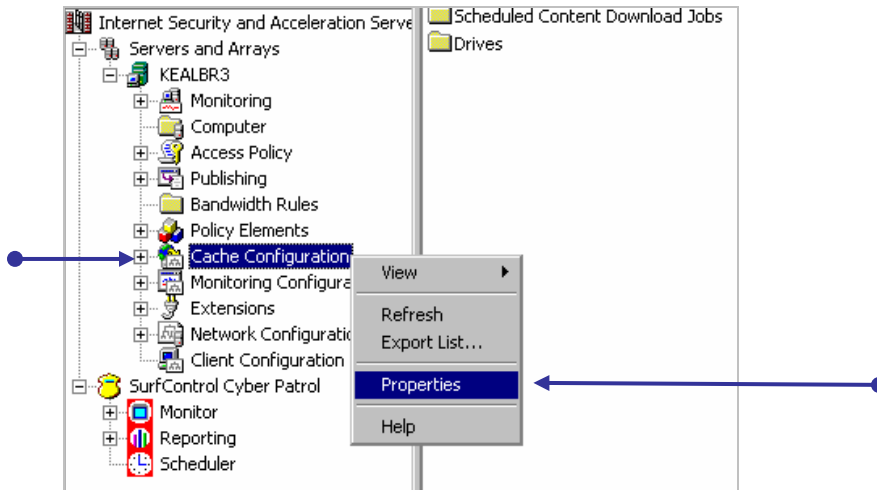 Internet Security and Acceleration Serve
Servers and Arrays
KEALBR3
Monitoring
Computer
Access Policy
Publishing
Bandwidth Rules
Policy Elements
Cache Configuration
Monitoring Configura
Extensions
Network Configuratio
Client Configuration
SurfControl Cyber Patrol
Monitor
Reporting
Scheduler
Scheduled Content Download Jobs
Drives
View
Refresh
Export List...
Properties
Help